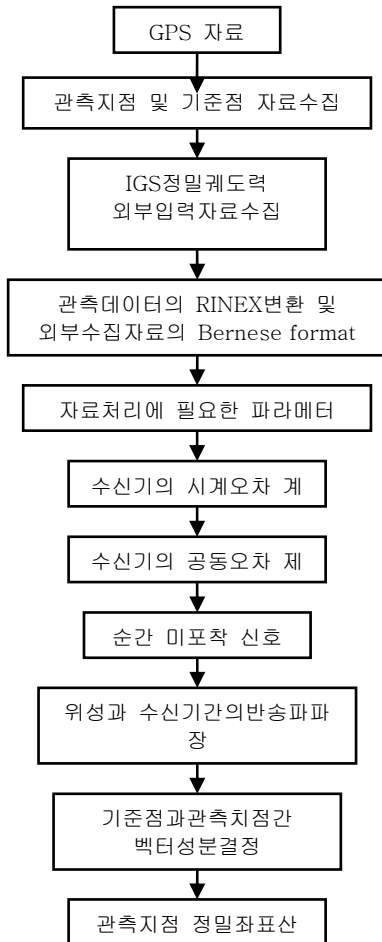 GPS 자료
관측지점 및 기준점 자료수집
IGS정밀궤도력
외부입력자료수집
관측데이터의 RINEX변환 및
외부수집자료의 Bernese format
자료처리에 필요한 파라메터
수신기의 시계오차 계
수신기의 공동오차 제
순간 미포착 신호
위성과 수신기간의반송파파
장
기준점과관측치점간
벡터성분결정
관측지점 정밀좌표산